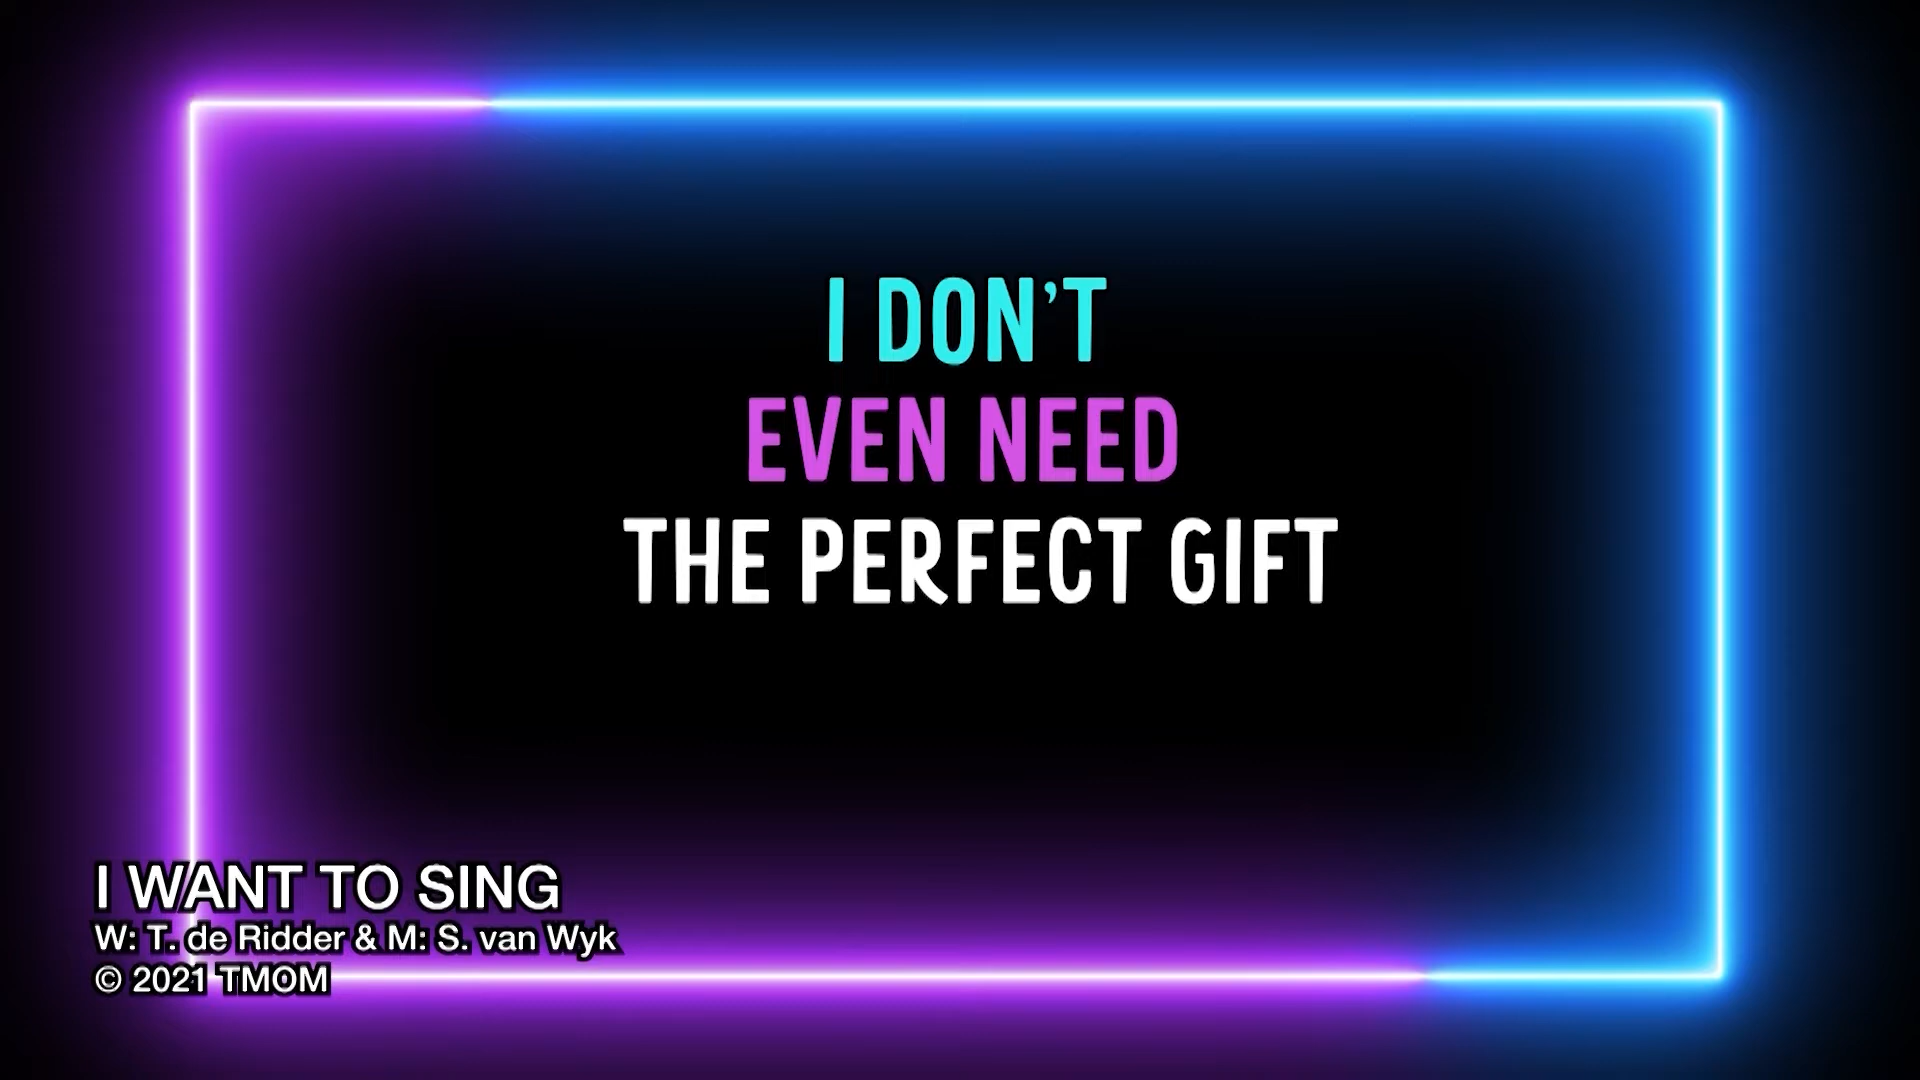 I DON’T
EVEN NEED
THE PERFECT GIFT
I WANT TO SING
W: T. de Ridder & M: S. van Wyk
© 2021 TMOM